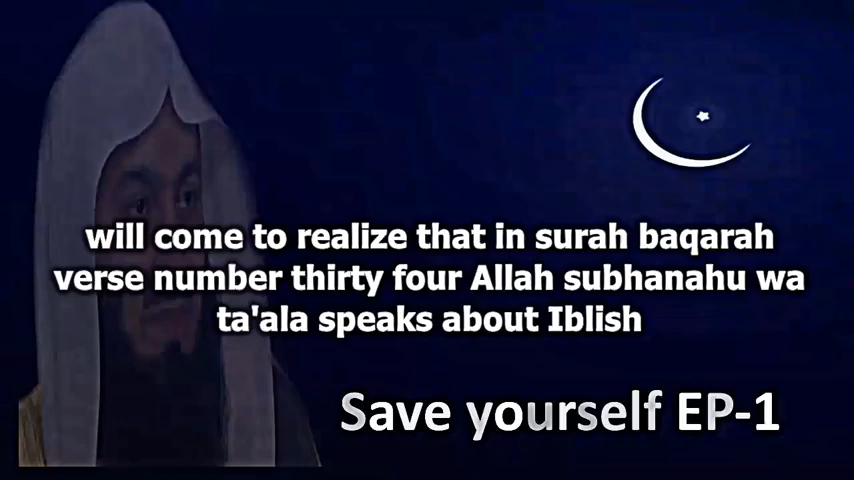 will come to realize that in surah baqarah
verse number thirty four Allah subhanahu wa
ta'ala speaks about Iblish
Save yourself EP-1